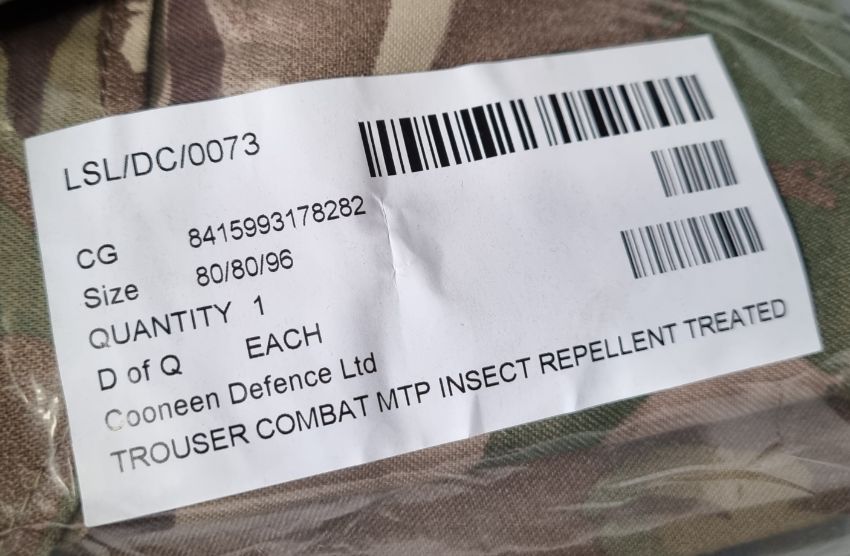 LSL/DC/0073
CG 8415993178282
Size 80/80/96
QUANTITY 1
D of Q EACH
Cooneen Defence Ltd
TROUSER COMBAT MTP INSECT REPELLENT TREATED